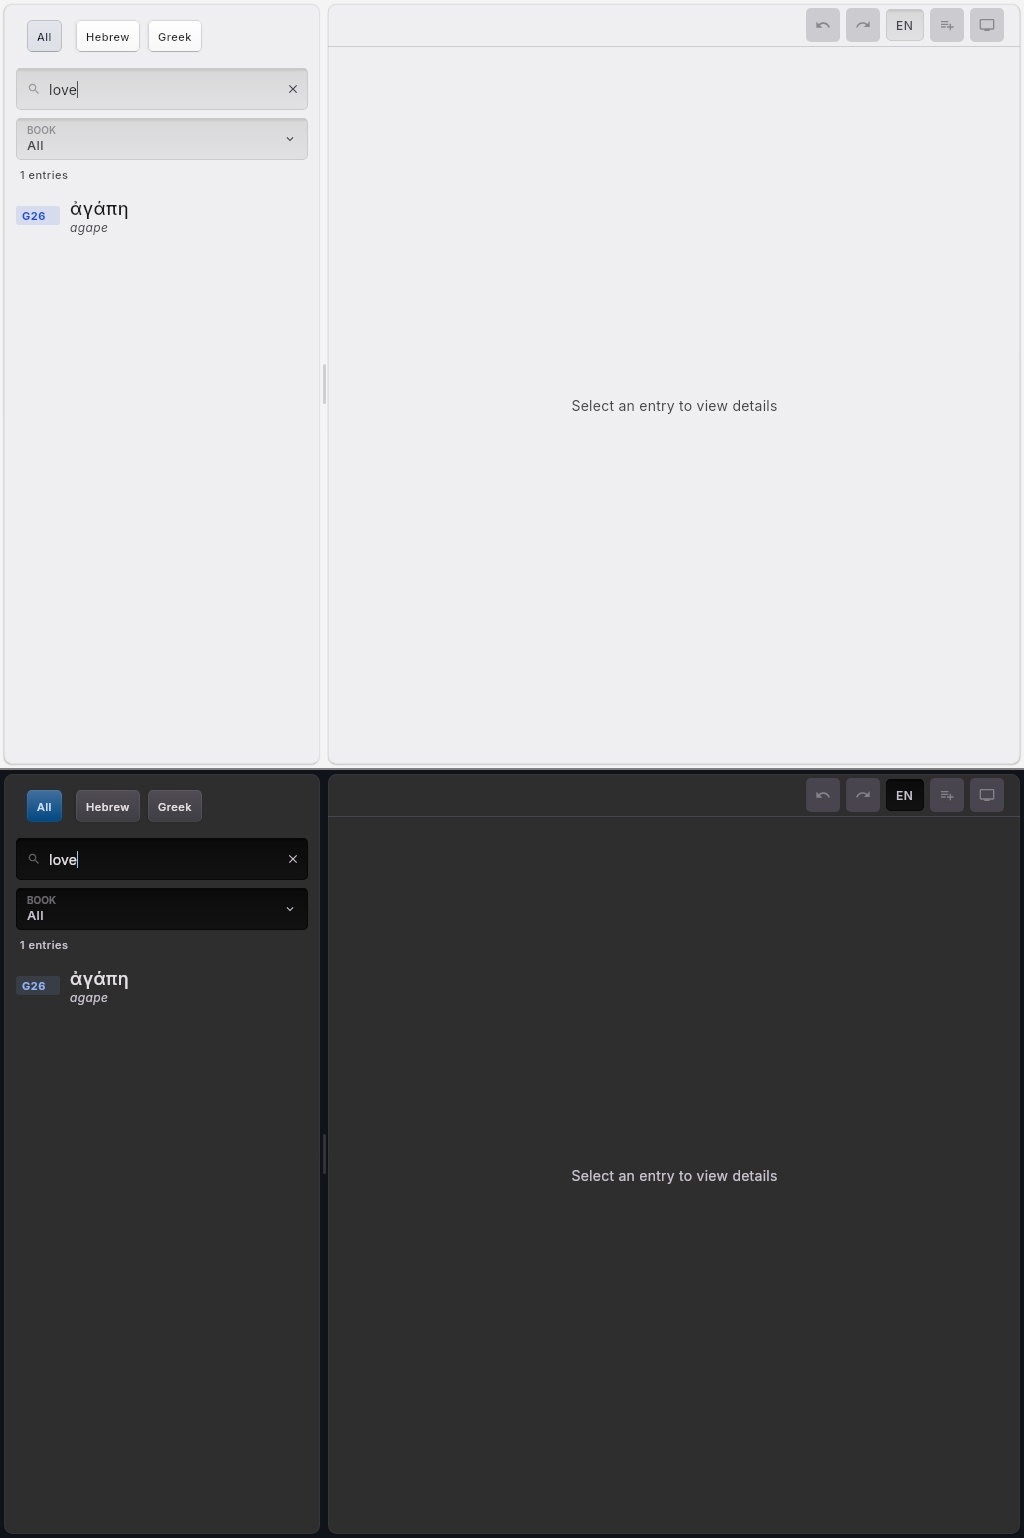 All Hebrew Greek
EN
love
BOOK
All
1 entries
G26 ἀγάπη
agape
Select an entry to view details
All Hebrew Greek
EN
love
BOOK
All
1 entries
G26 ἀγάπη
agape
Select an entry to view details